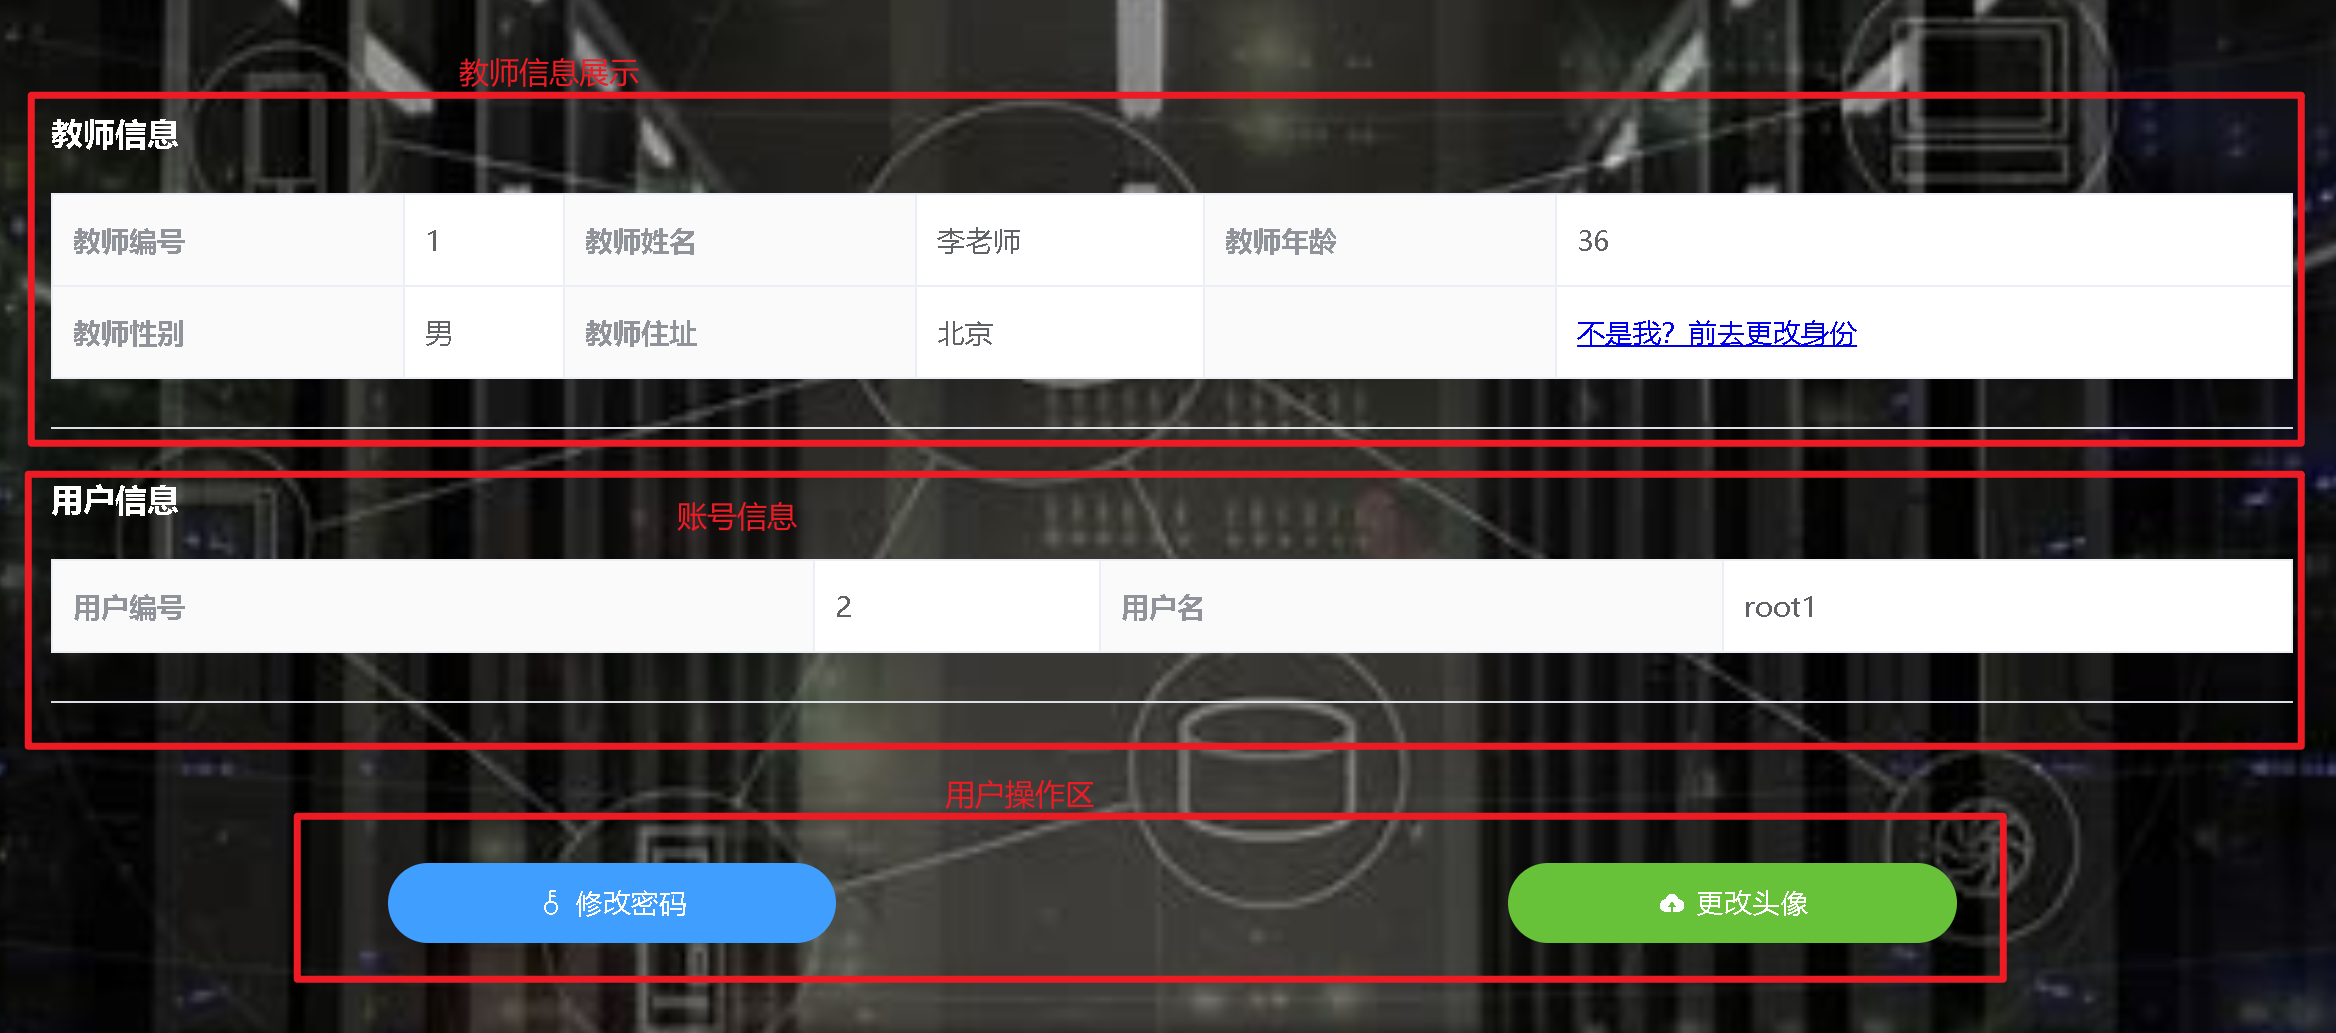 教师信息展示
教师信息
教师编号 1 教师姓名 李老师 教师年龄 36
教师性别 男 教师住址 北京 不是我？前去更改身份
用户信息
账号信息
用户编号 2 用户名 root1
用户操作区
修改密码 更改头像